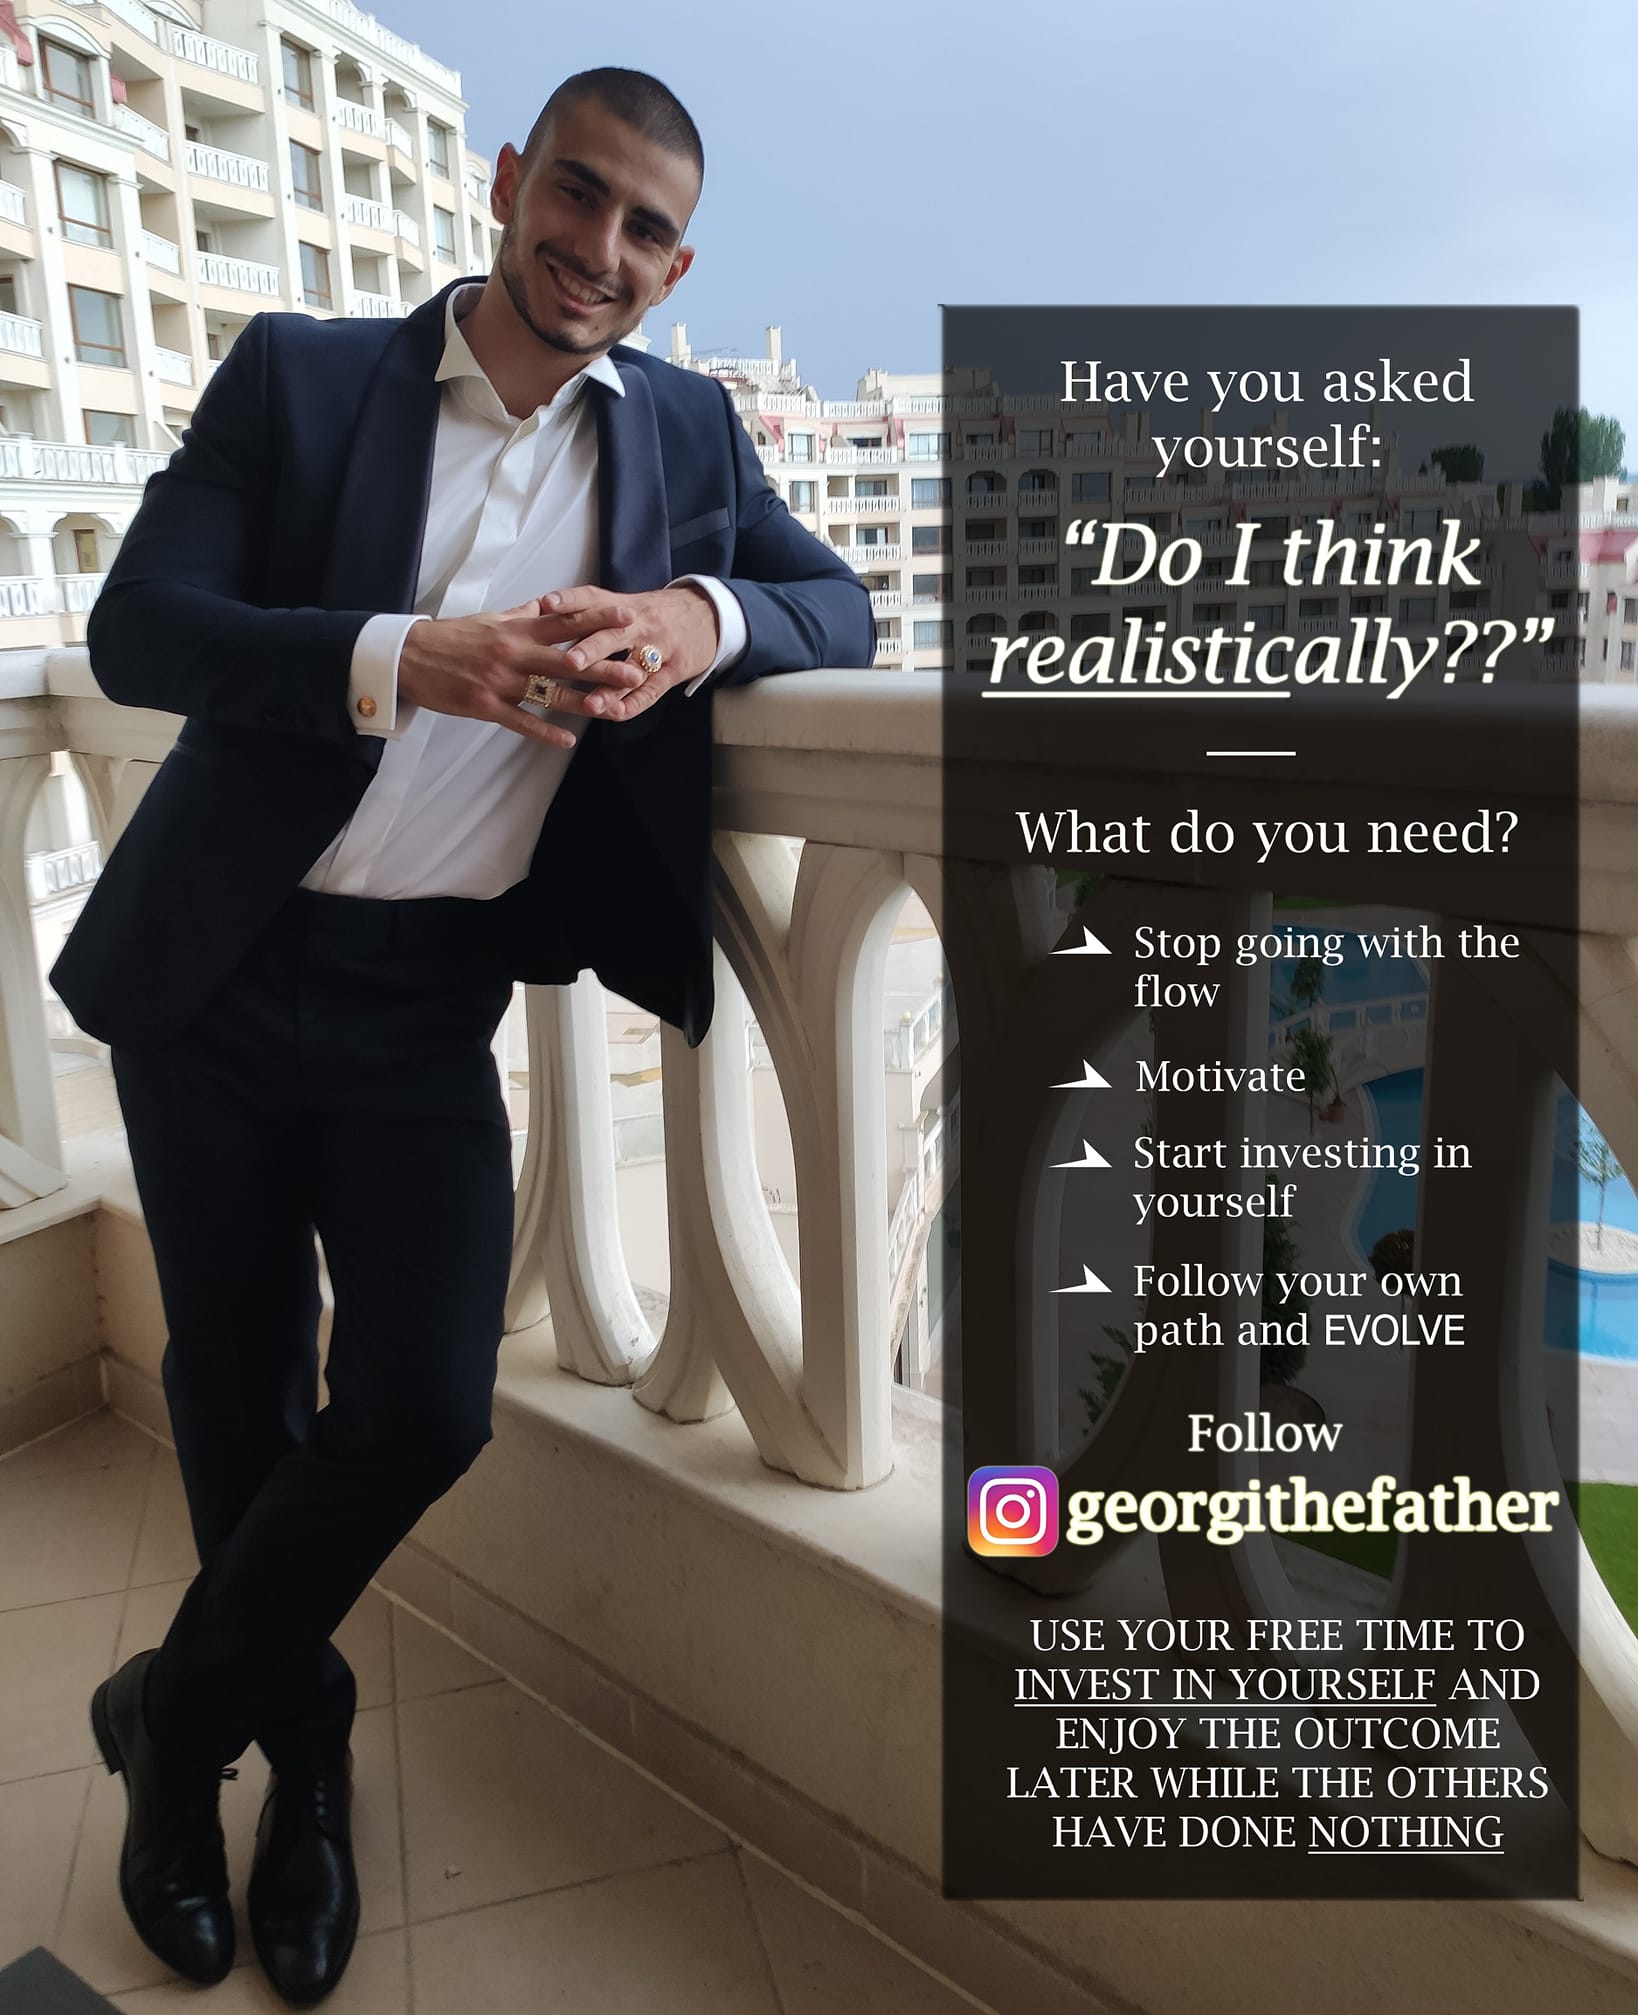 Have you asked
yourself:
“Do I think
realistically??”
What do you need?
Stop going with the
flow
Motivate
Start investing in
yourself
Follow your own
path and EVOLVE
Follow
georgithefather
USE YOUR FREE TIME TO
INVEST IN YOURSELF AND
ENJOY THE OUTCOME
LATER WHILE THE OTHERS
HAVE DONE NOTHING